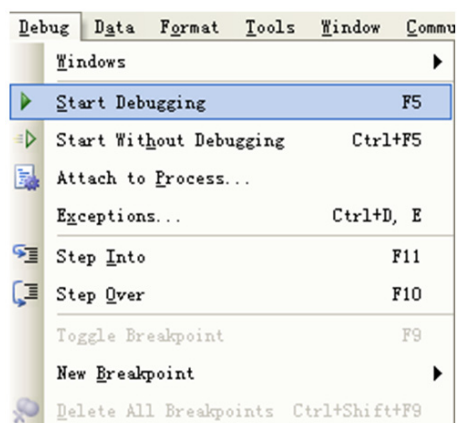 Debug Data Format Tools Window Commu
Windows
Start Debugging F5
Start Without Debugging Ctrl+F5
Attach to Process...
Exceptions... Ctrl+D, E
Step Into F11
Step Over F10
Toggle Breakpoint F9
New Breakpoint
Delete All Breakpoints Ctrl+Shift+F9